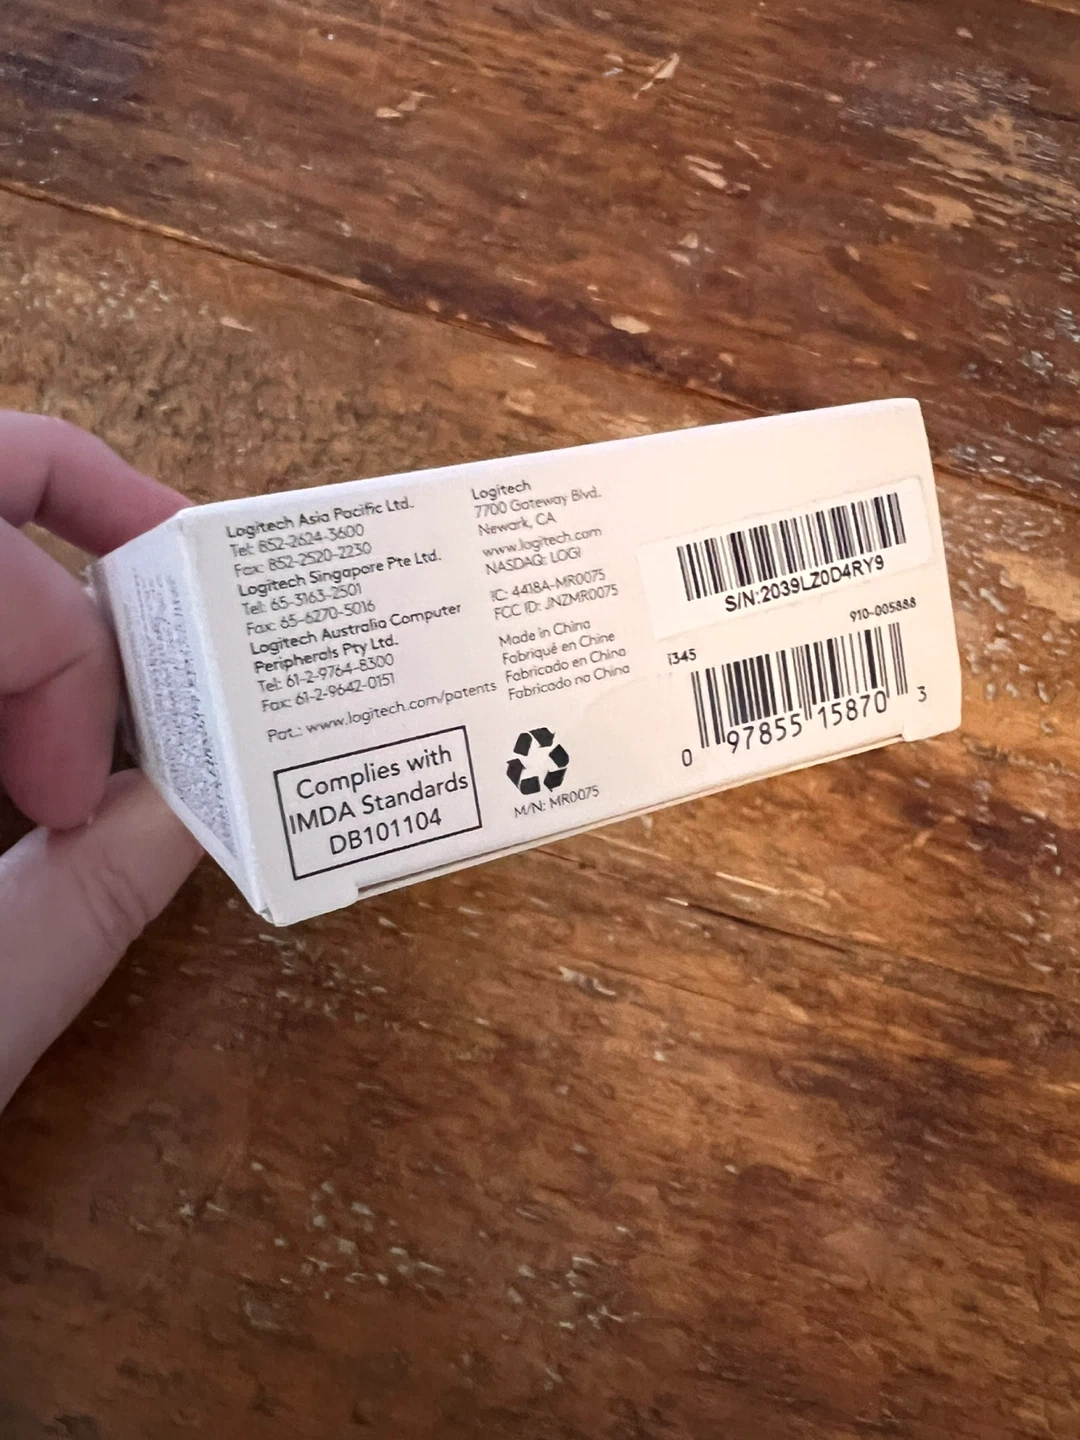 Logitech Asia Pacific Ltd.
Tel: 852-2624-3600
Fax: 852-2520-2230
Logitech Singapore Pte Ltd.
Tel: 65-3163-2501
Fax: 65-6270-5016
Logitech Australia Computer
Peripherals Pty Ltd.
Tel: 61-2-9764-8300
Fax: 61-2-9642-0151
Pat.: www.logitech.com/patents
Complies with
IMDA Standards
DB101104
Logitech
7700 Gateway Blvd.
Newark, CA
www.logitech.com
NASDAQ: LOGI
IC: 4418A-MR0075
FCC ID: JNZMR0075
Made in China
Fabriqué en Chine
Fabricado en China
Fabricado na China
M/N: MR0075
S/N:2039LZ0D4RY9
910-005888
1345
0 97855 15870 3